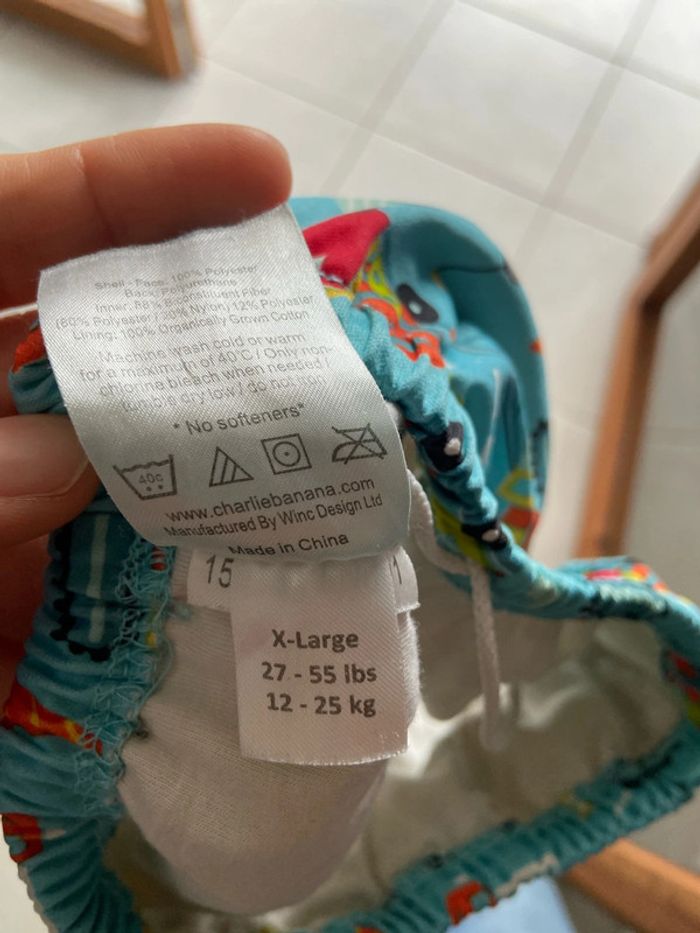 Shell - Face: 100% Polyester
Back: Polyurethane
Inner: 88% Biconstituent Fiber
(80% Polyester / 20% Nylon) 12% Polyester
Lining: 100% Organically Grown Cotton
Machine wash cold or warm
for a maximum of 40°C / Only non-
chlorine bleach when needed /
tumble dry low / do not iron
* No softeners*
40c
www.charliebanana.com
Manufactured By Winc Design Ltd
Made in China
15 1
X-Large
27 - 55 lbs
12 - 25 kg